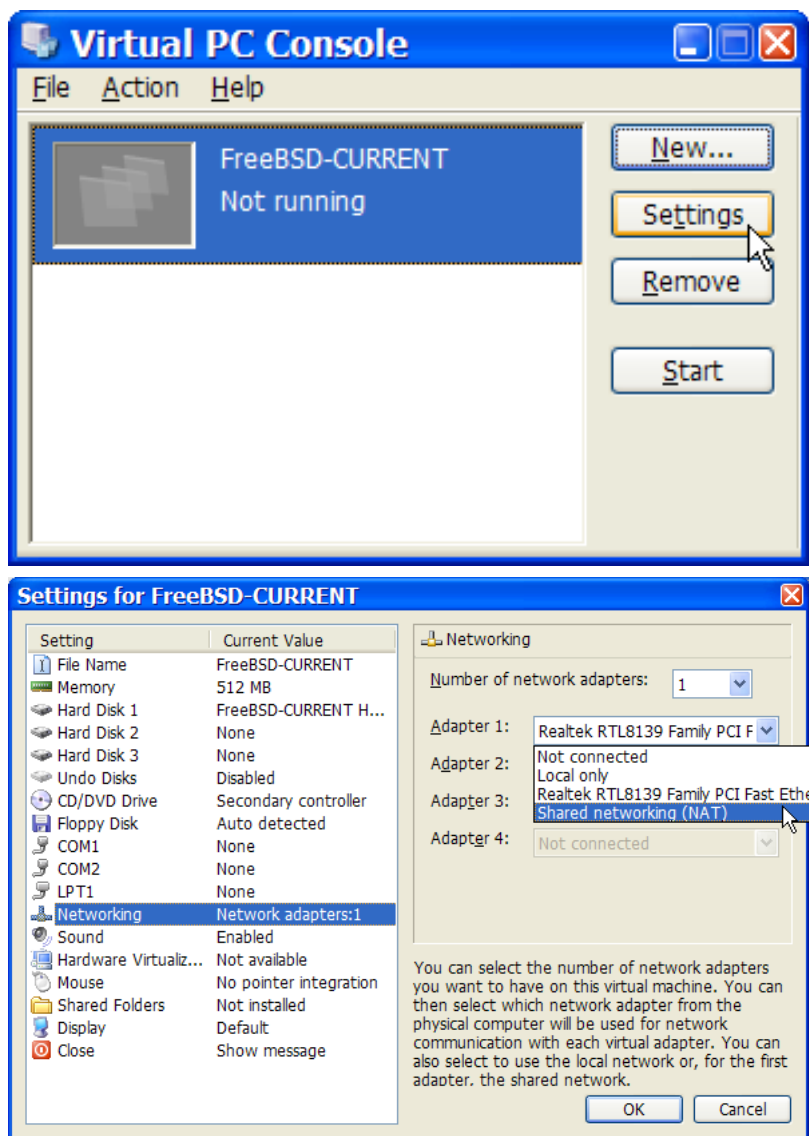 Virtual PC Console
File Action Help
FreeBSD-CURRENT
Not running
New...
Settings
Remove
Start
Settings for FreeBSD-CURRENT
Setting Current Value
File Name FreeBSD-CURRENT
Memory 512 MB
Hard Disk 1 FreeBSD-CURRENT H...
Hard Disk 2 None
Hard Disk 3 None
Undo Disks Disabled
CD/DVD Drive Secondary controller
Floppy Disk Auto detected
COM1 None
COM2 None
LPT1 None
Networking Network adapters:1
Sound Enabled
Hardware Virtualiz... Not available
Mouse No pointer integration
Shared Folders Not installed
Display Default
Close Show message
Networking
Number of network adapters: 1
Adapter 1: Realtek RTL8139 Family PCI F
Adapter 2:
Adapter 3:
Adapter 4: Not connected
Not connected
Local only
Realtek RTL8139 Family PCI Fast Ethe
Shared networking (NAT)
You can select the number of network adapters
you want to have on this virtual machine. You can
then select which network adapter from the
physical computer will be used for network
communication with each virtual adapter. You can
also select to use the local network or, for the first
adapter, the shared network.
OK Cancel